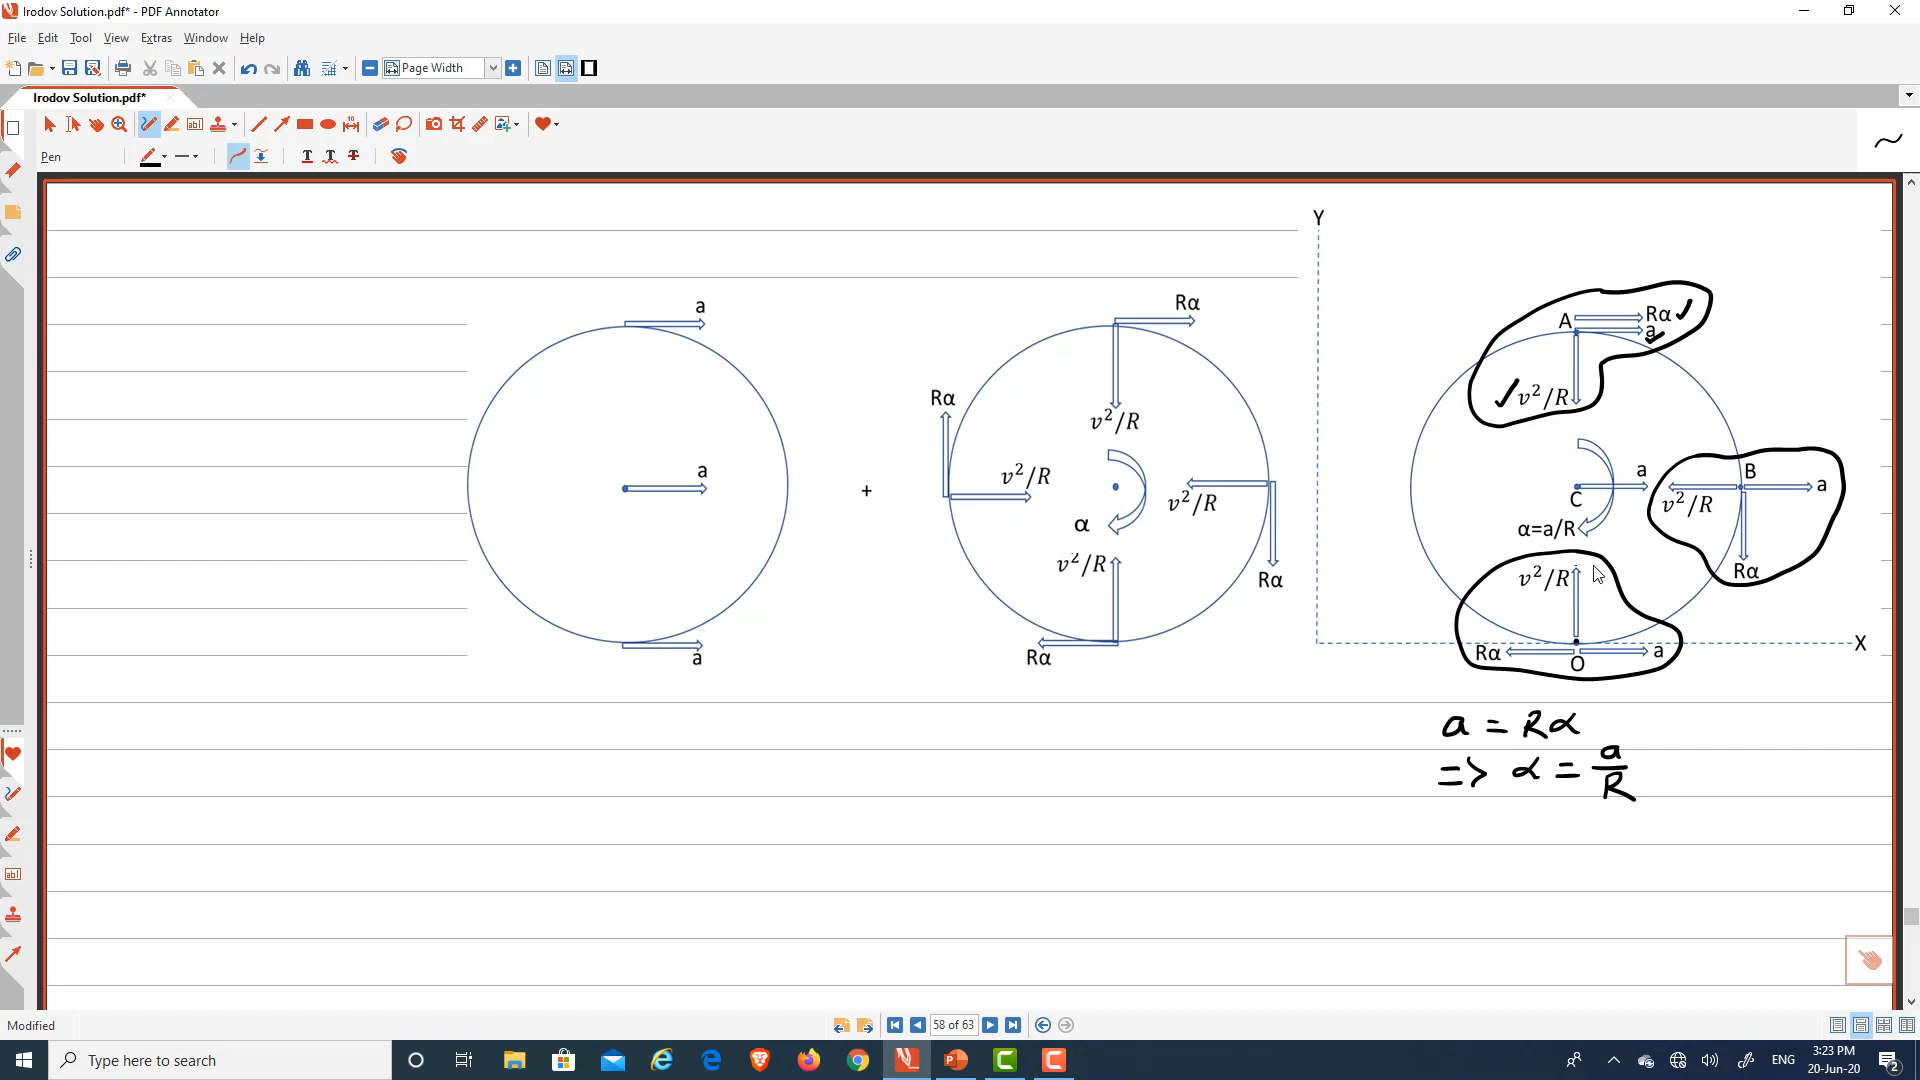 Irodov Solution.pdf* - PDF Annotator
File Edit Tool View Extras Window Help
Page Width
Irodov Solution.pdf*
Pen
Y
a
Rα
Rα
v²/R
A Rα
a
v²/R
a
+
v²/R
v²/R
α
v²/R
Rα
Rα
a
a
C
α=a/R
v²/R
B
a
Rα
v²/R
Rα
O
a
X
a = Rα
=> α = a/R
Modified
58 of 63
Type here to search
ENG
3:23 PM
20-Jun-20
2